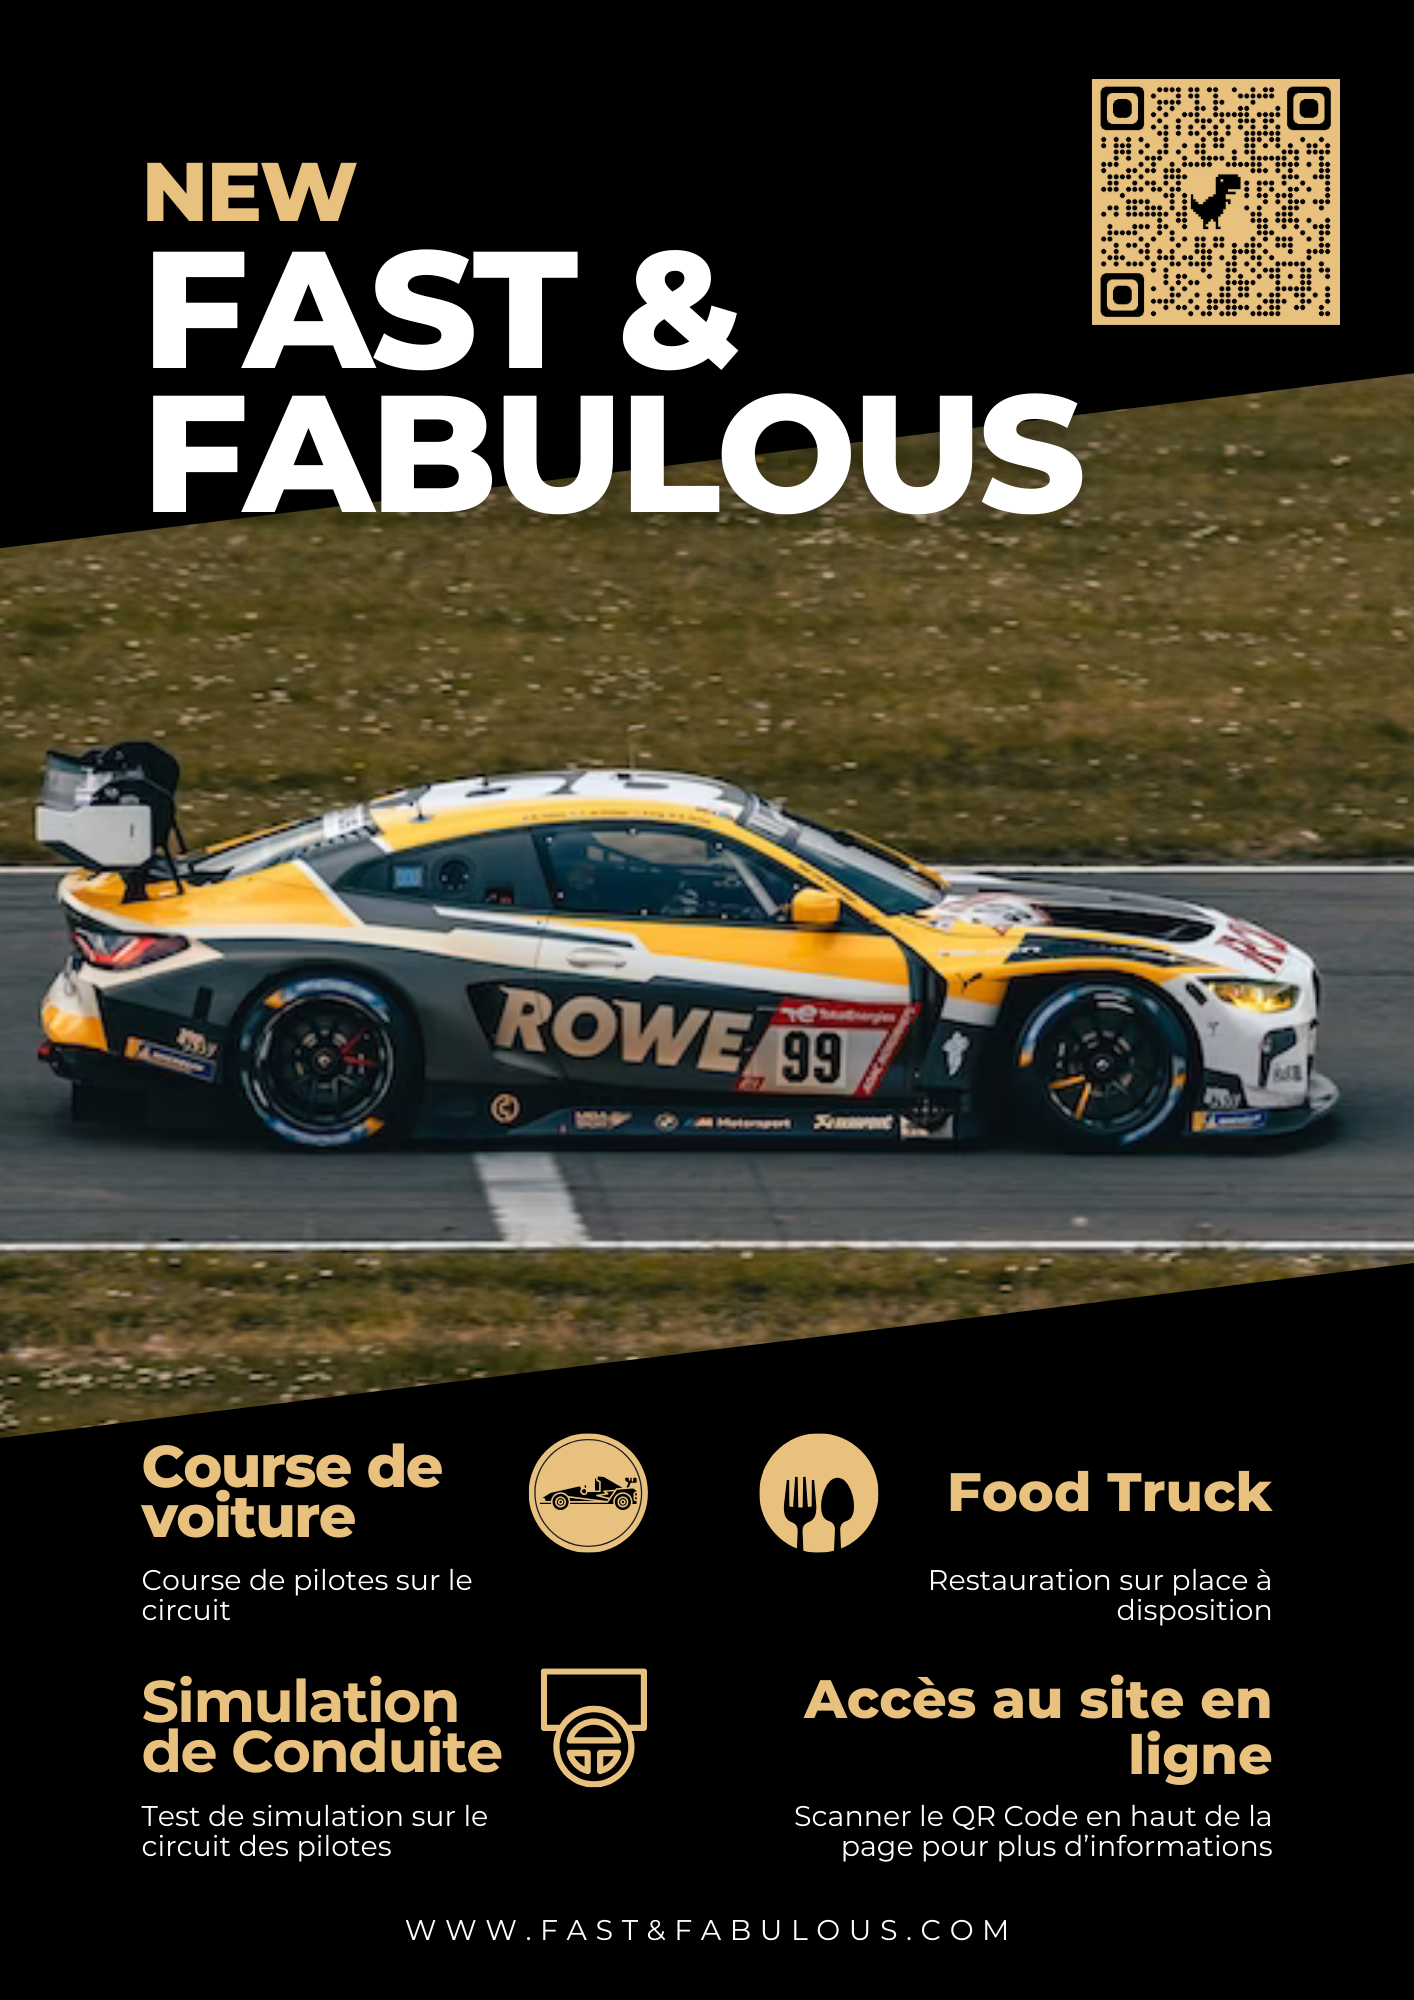 NEW
FAST &
FABULOUS
ROWE
TotalEnergies
99
Motorsport
Course de
voiture
Food Truck
Course de pilotes sur le
circuit
Restauration sur place à
disposition
Simulation
de Conduite
Accès au site en
ligne
Test de simulation sur le
circuit des pilotes
Scanner le QR Code en haut de la
page pour plus d’informations
WWW.FAST&FABULOUS.COM